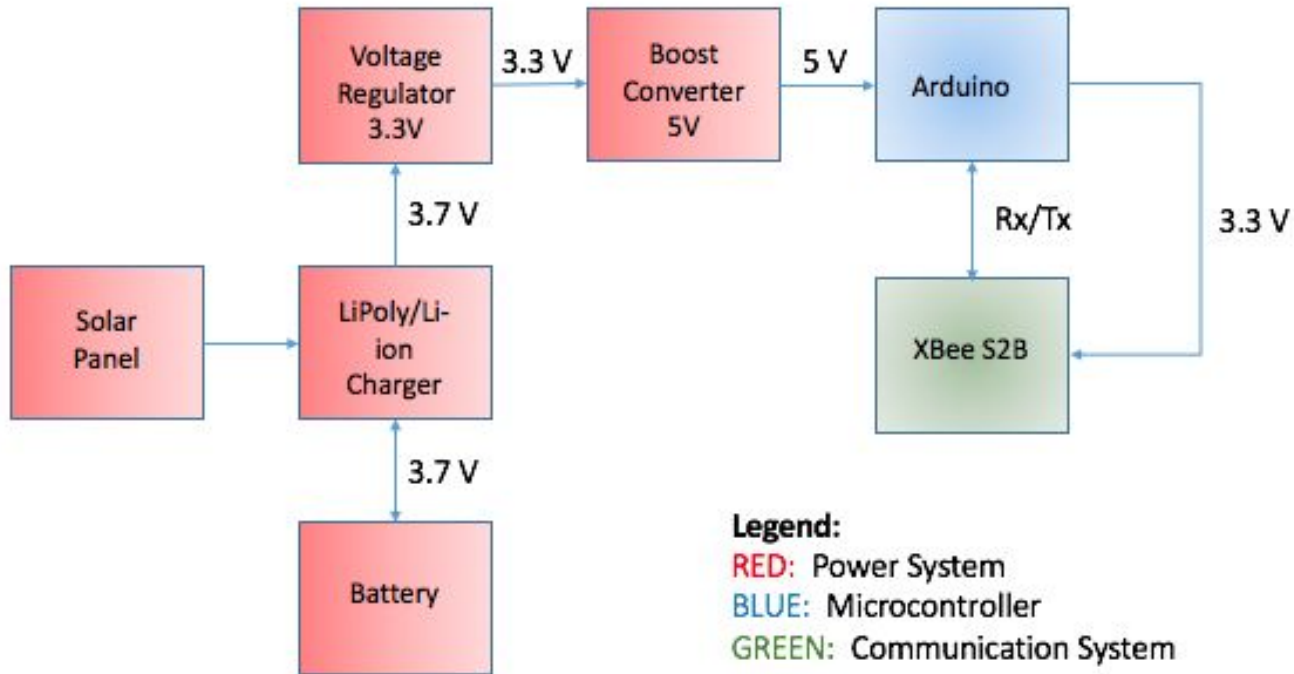 Voltage
Regulator
3.3V
3.3 V
Boost
Converter
5V
5 V
Arduino
3.7 V
Rx/Tx
3.3 V
Solar
Panel
LiPoly/Li-
ion
Charger
XBee S2B
3.7 V
Battery
Legend:
RED: Power System
BLUE: Microcontroller
GREEN: Communication System